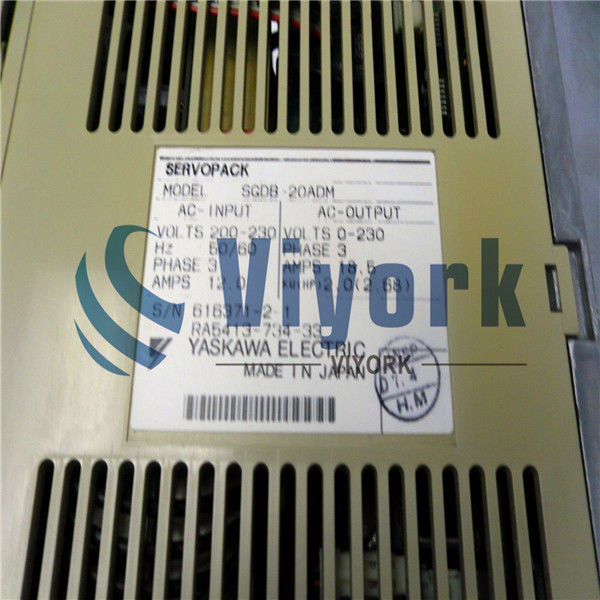 SERVOPACK
MODEL SGDB-20ADM
AC-INPUT AC-OUTPUT
VOLTS 200-230 VOLTS 0-230
Hz 50/60 PHASE 3
PHASE 3 AMPS 18.5
AMPS 12.0 kW(HP)2.0(2.68)
S/N 616371-2-1
RA5413-734-33
YASKAWA ELECTRIC
MADE IN JAPAN
H.M
Viyork
VIYORK